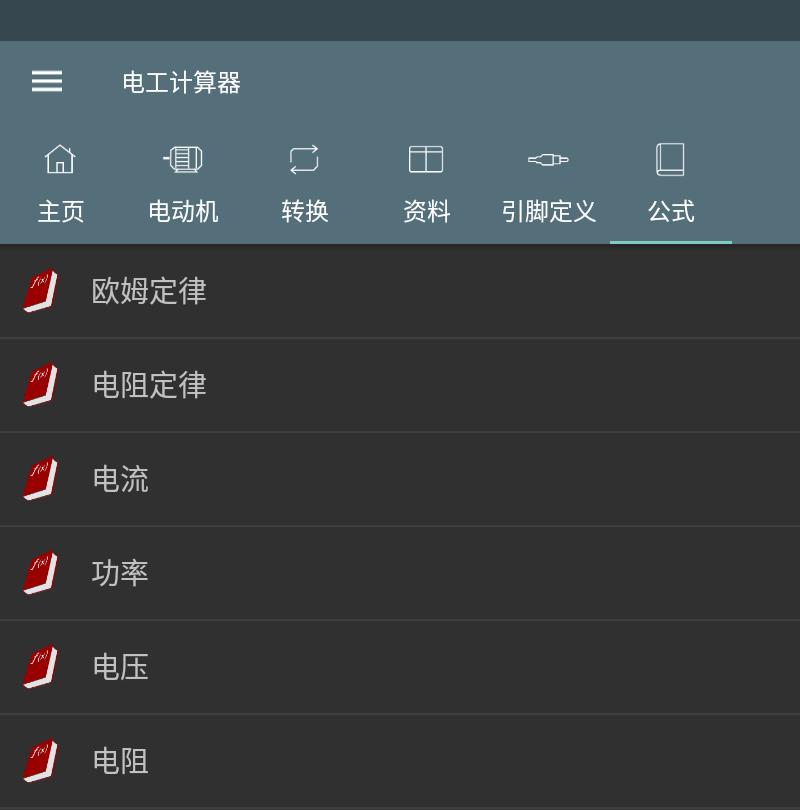 电工计算器
主页 电动机 转换 资料 引脚定义 公式
f(x) 欧姆定律
f(x) 电阻定律
f(x) 电流
f(x) 功率
f(x) 电压
f(x) 电阻